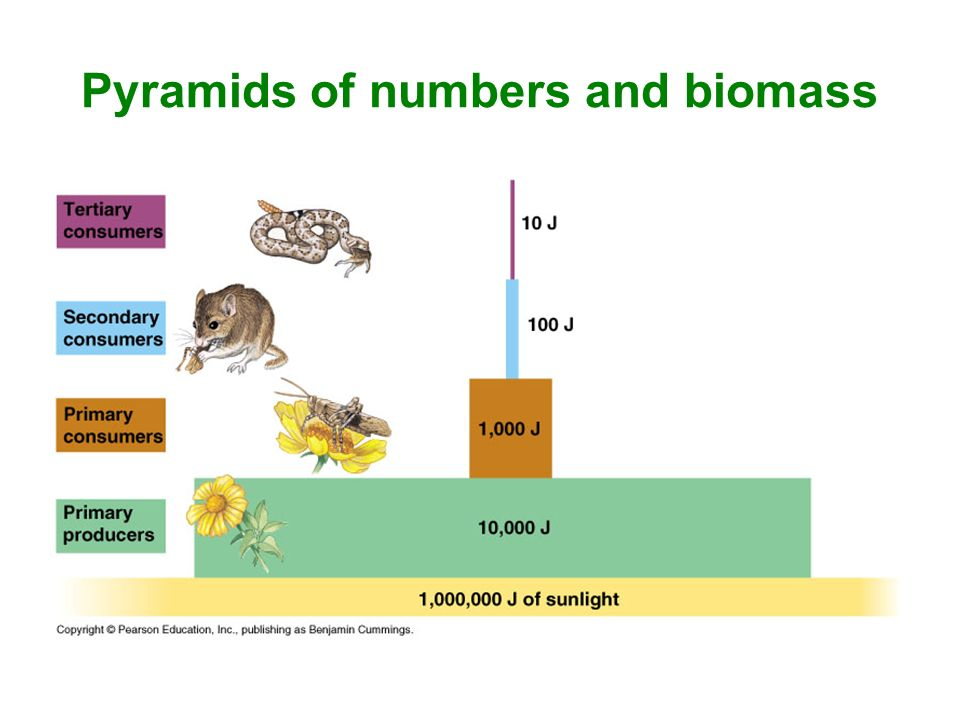 Pyramids of numbers and biomass
Tertiary
consumers
10 J
Secondary
consumers
100 J
Primary
consumers
1,000 J
Primary
producers
10,000 J
1,000,000 J of sunlight
Copyright © Pearson Education, Inc., publishing as Benjamin Cummings.